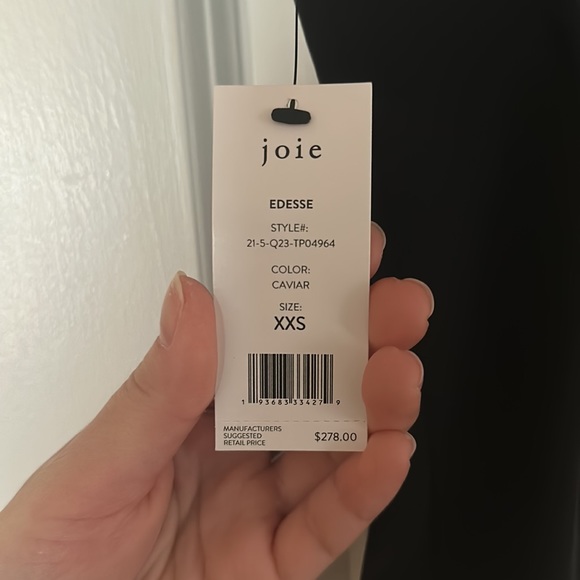 joie
EDESSE
STYLE#:
21-5-Q23-TP04964
COLOR:
CAVIAR
SIZE:
XXS
1 93683 33427 9
MANUFACTURERS
SUGGESTED
RETAIL PRICE
$278.00